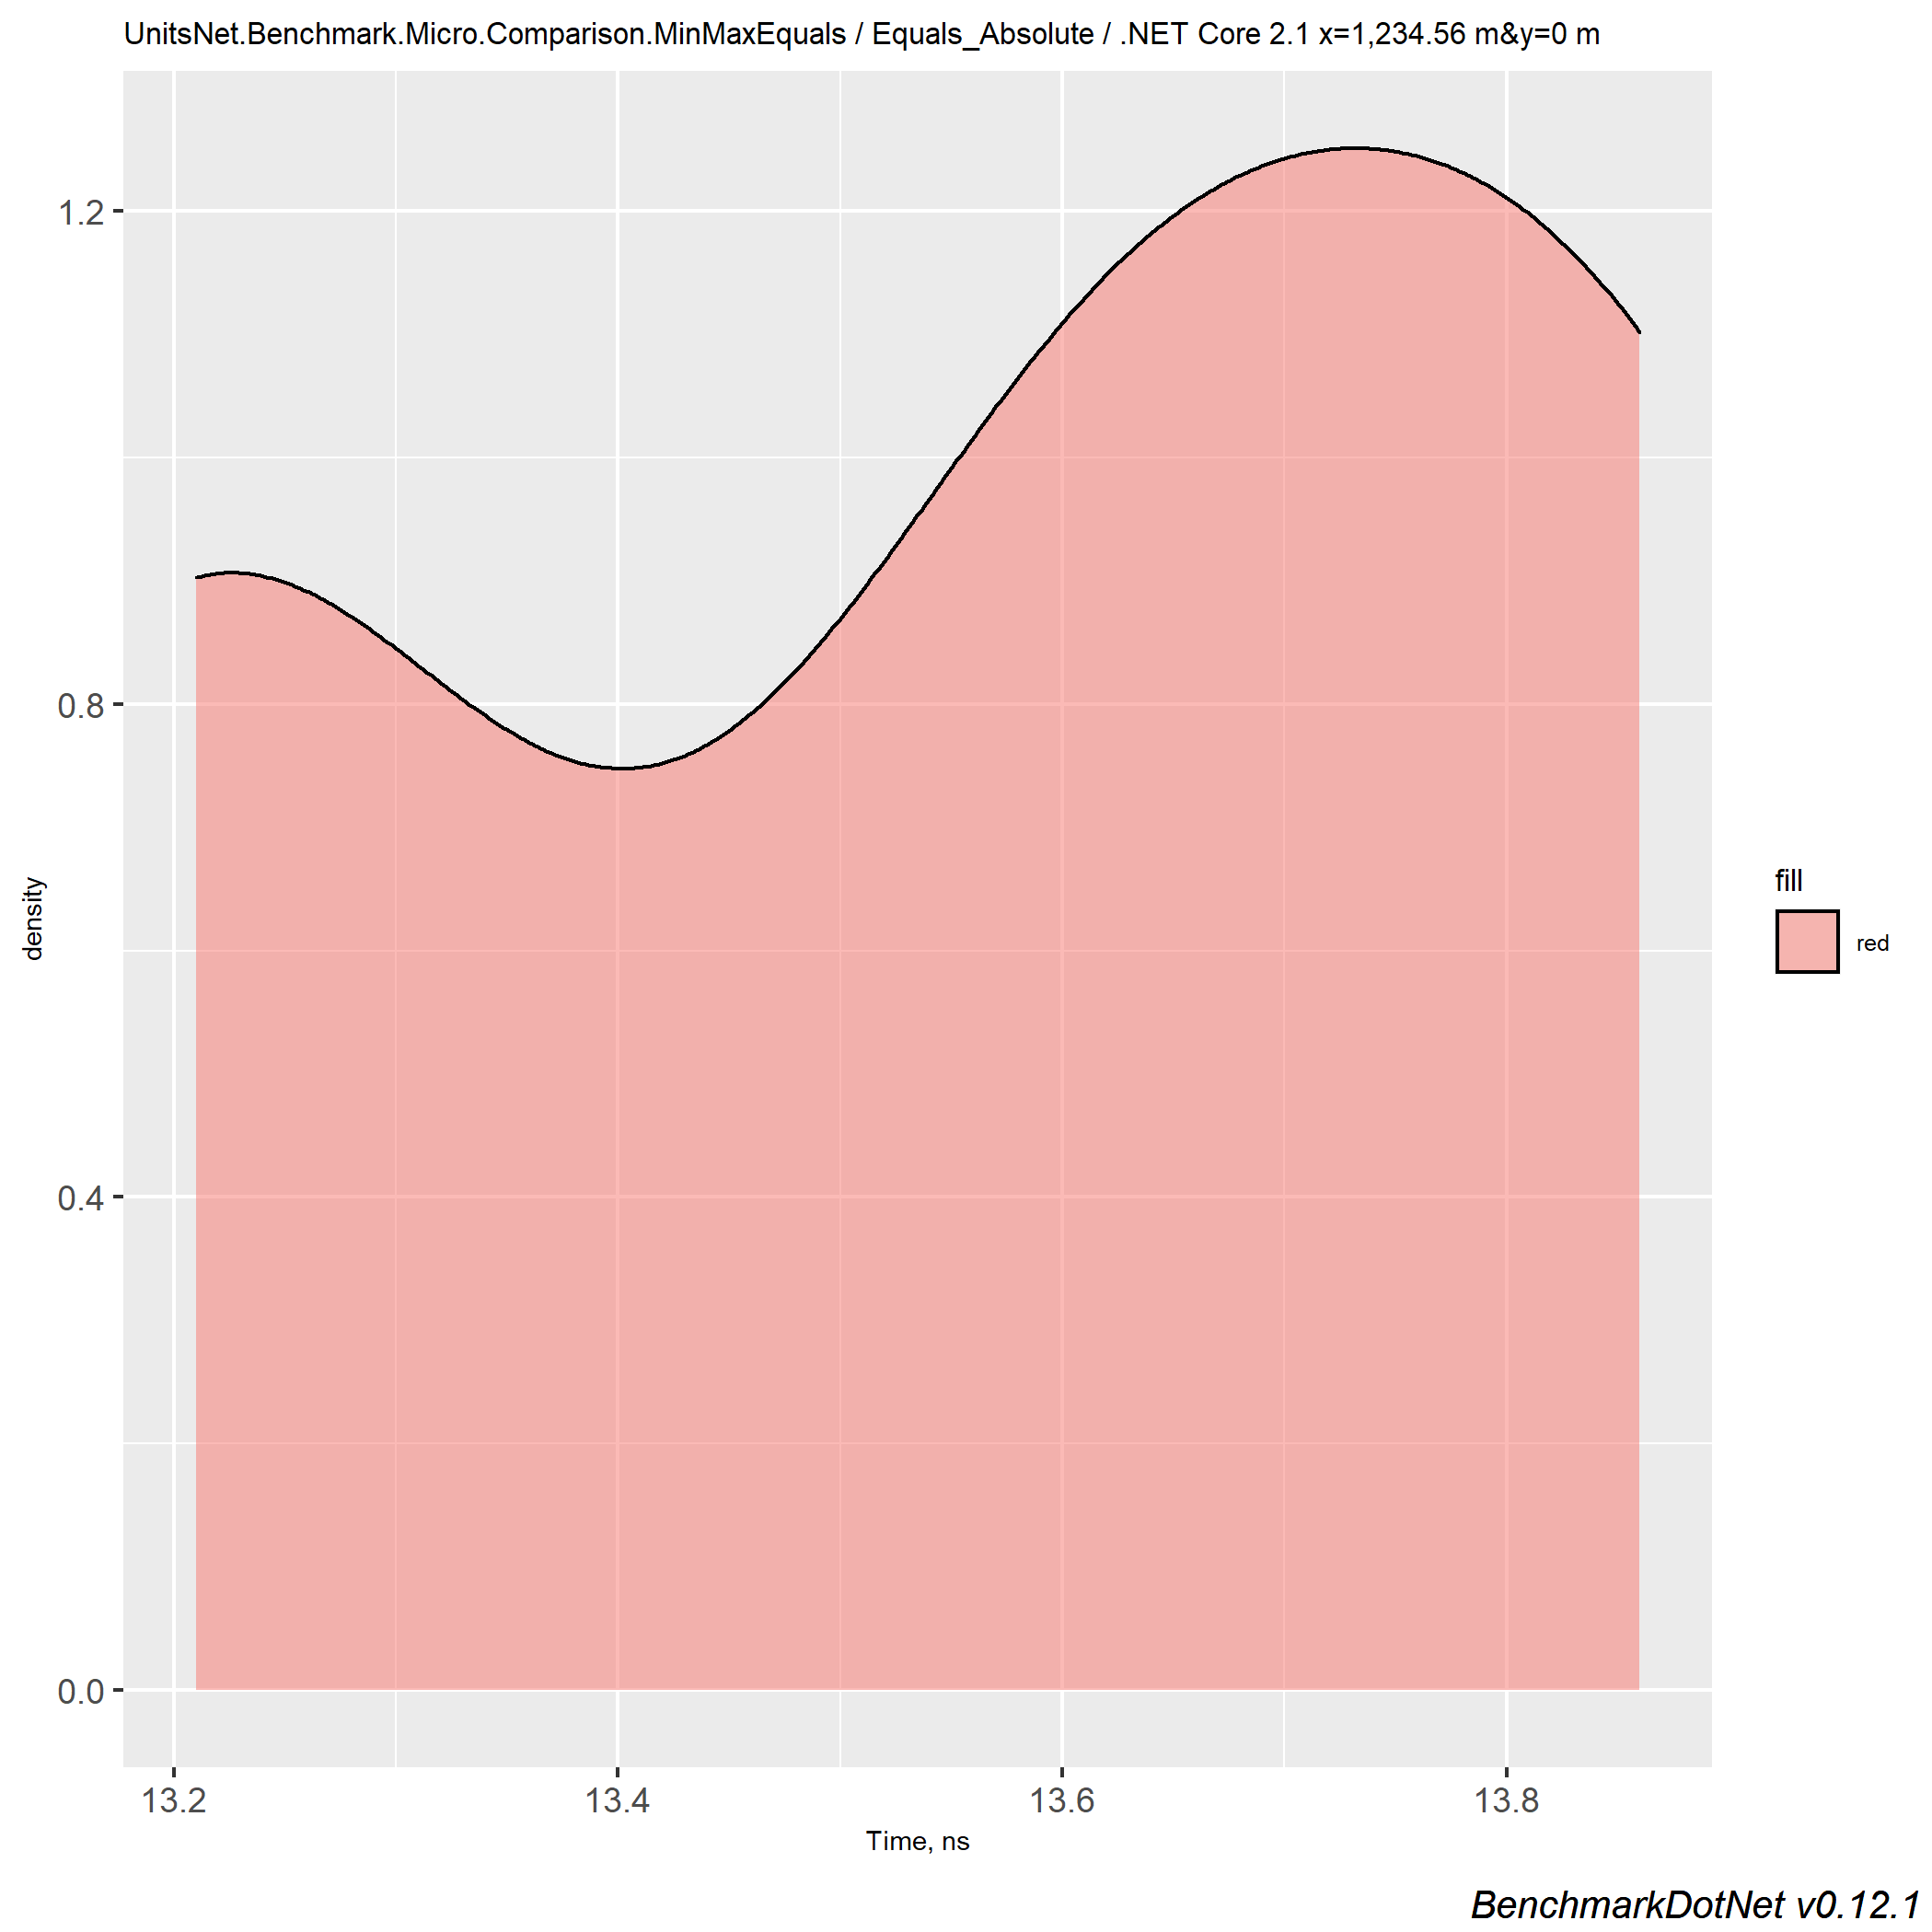 UnitsNet.Benchmark.Micro.Comparison.MinMaxEquals / Equals_Absolute / .NET Core 2.1 x=1,234.56 m&y=0 m
1.2
0.8
0.4
0.0
density
13.2 13.4 13.6 13.8
Time, ns
fill
red
BenchmarkDotNet v0.12.1